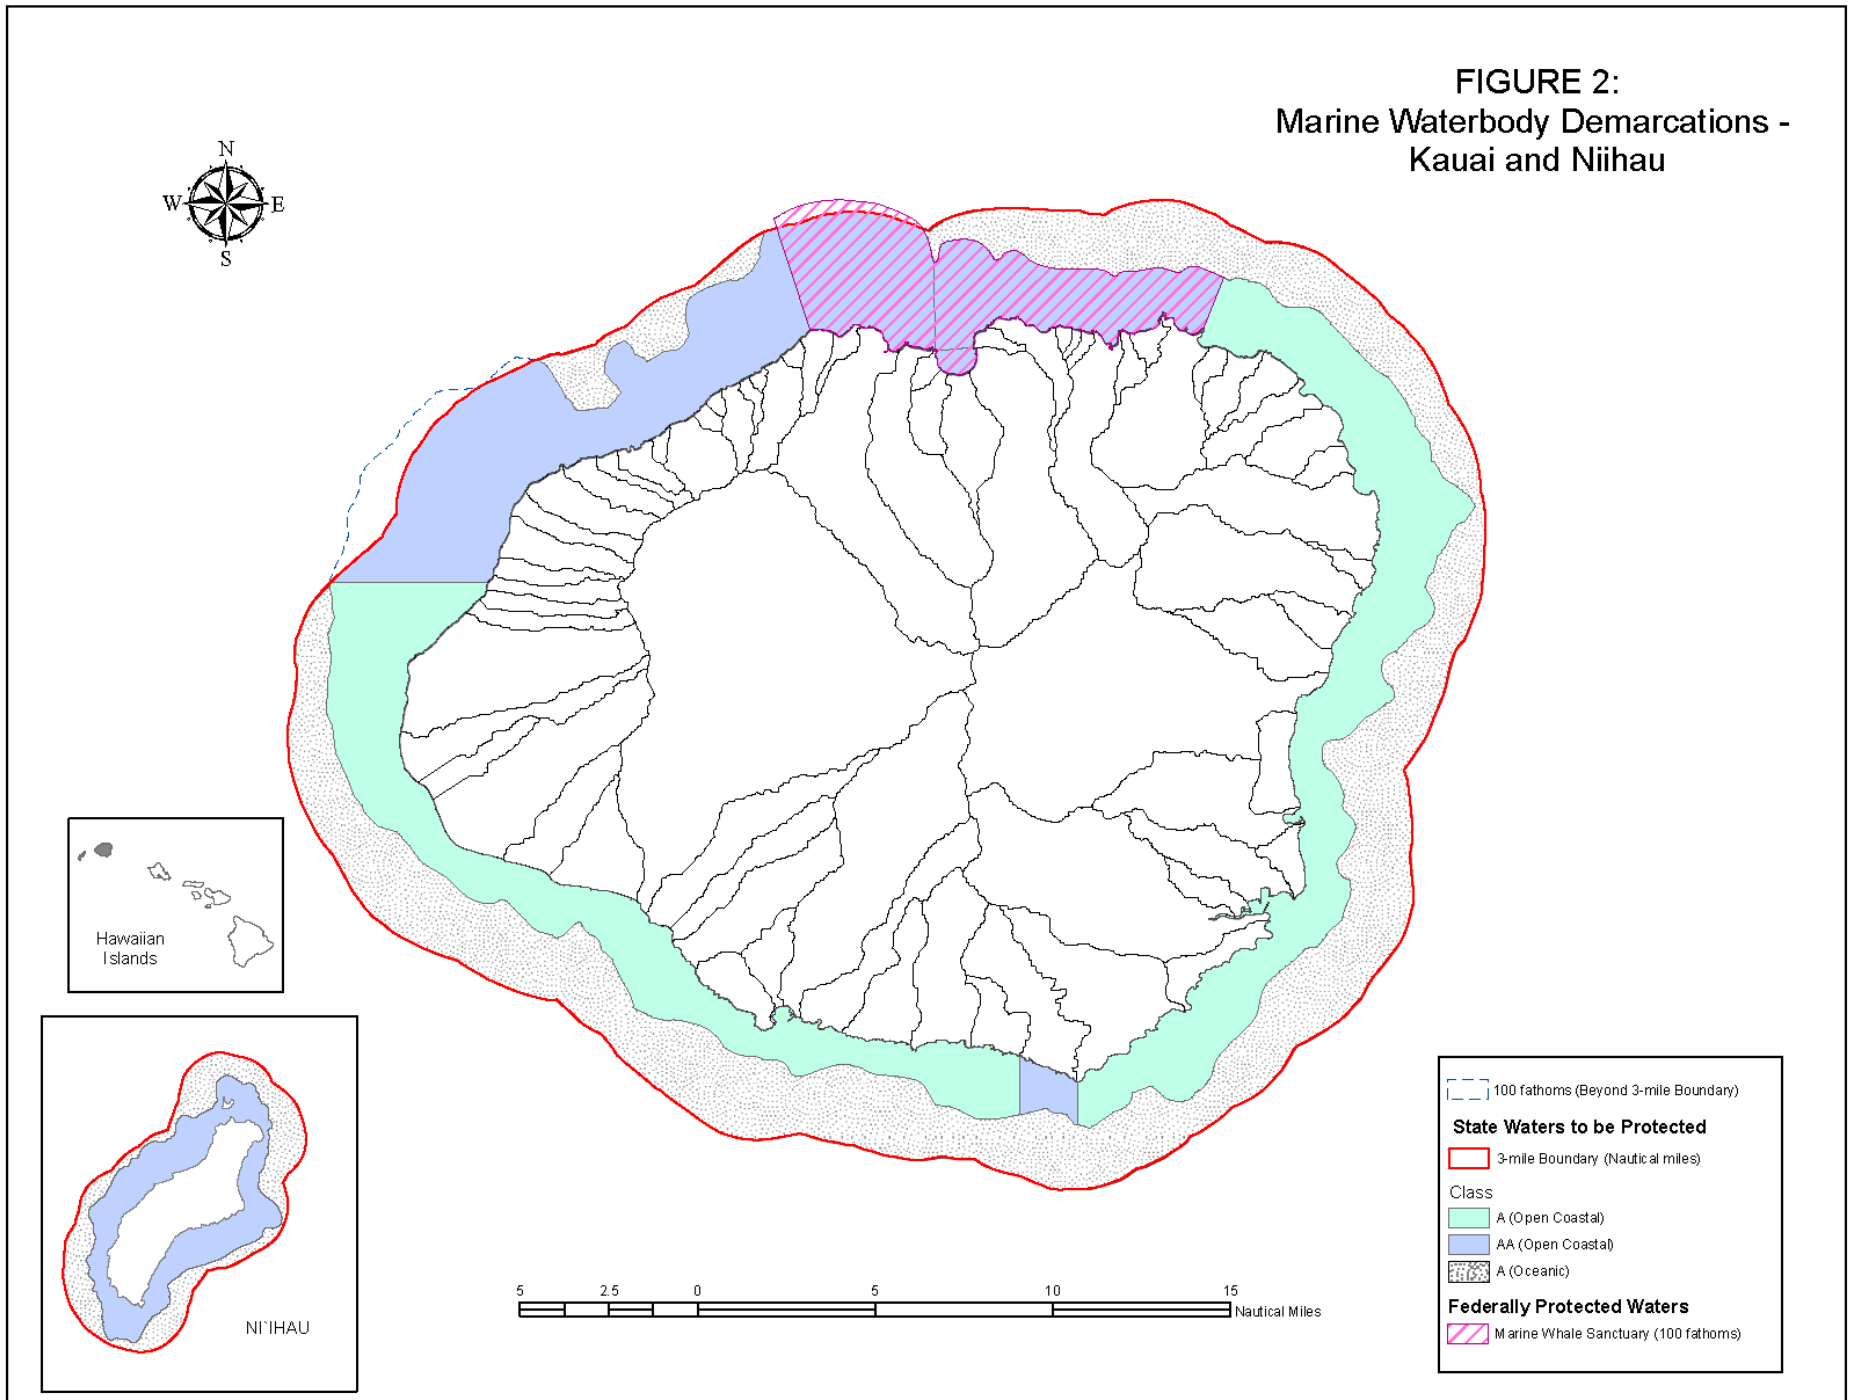 FIGURE 2:
Marine Waterbody Demarcations -
Kauai and Niihau
N
W
E
S
Hawaiian
Islands
NI`IHAU
5
2.5
0
5
10
15
Nautical Miles
100 fathoms (Beyond 3-mile Boundary)
State Waters to be Protected
3-mile Boundary (Nautical miles)
Class
A (Open Coastal)
AA (Open Coastal)
A (Oceanic)
Federally Protected Waters
Marine Whale Sanctuary (100 fathoms)